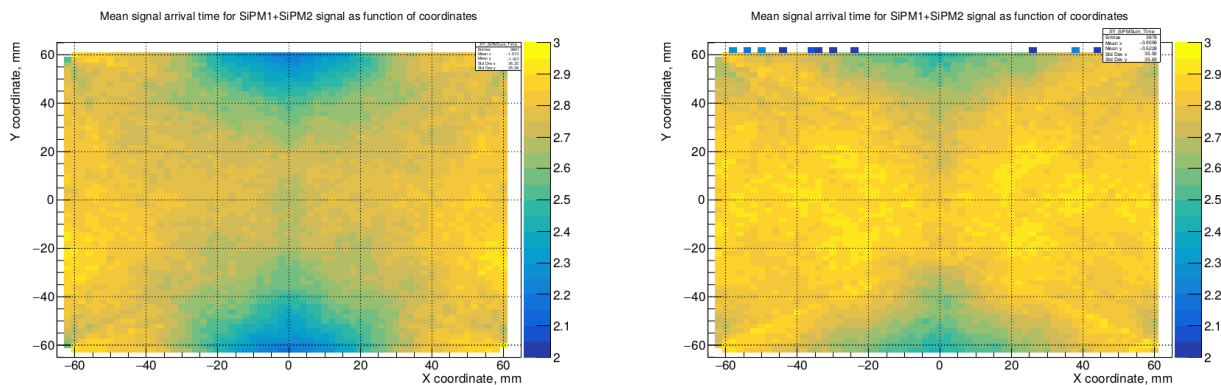 Mean signal arrival time for SiPM1+SiPM2 signal as function of coordinates
Y coordinate, mm
60
40
20
0
−20
−40
−60
−60 −40 −20 0 20 40 60
X coordinate, mm
3
2.9
2.8
2.7
2.6
2.5
2.4
2.3
2.2
2.1
2
XY_SiPMSum_Time
Entries
Mean x
Mean y
Std Dev x
Std Dev y
Mean signal arrival time for SiPM1+SiPM2 signal as function of coordinates
Y coordinate, mm
60
40
20
0
−20
−40
−60
−60 −40 −20 0 20 40 60
X coordinate, mm
3
2.9
2.8
2.7
2.6
2.5
2.4
2.3
2.2
2.1
2
XY_SiPMSum_Time
Entries
Mean x
Mean y
Std Dev x
Std Dev y